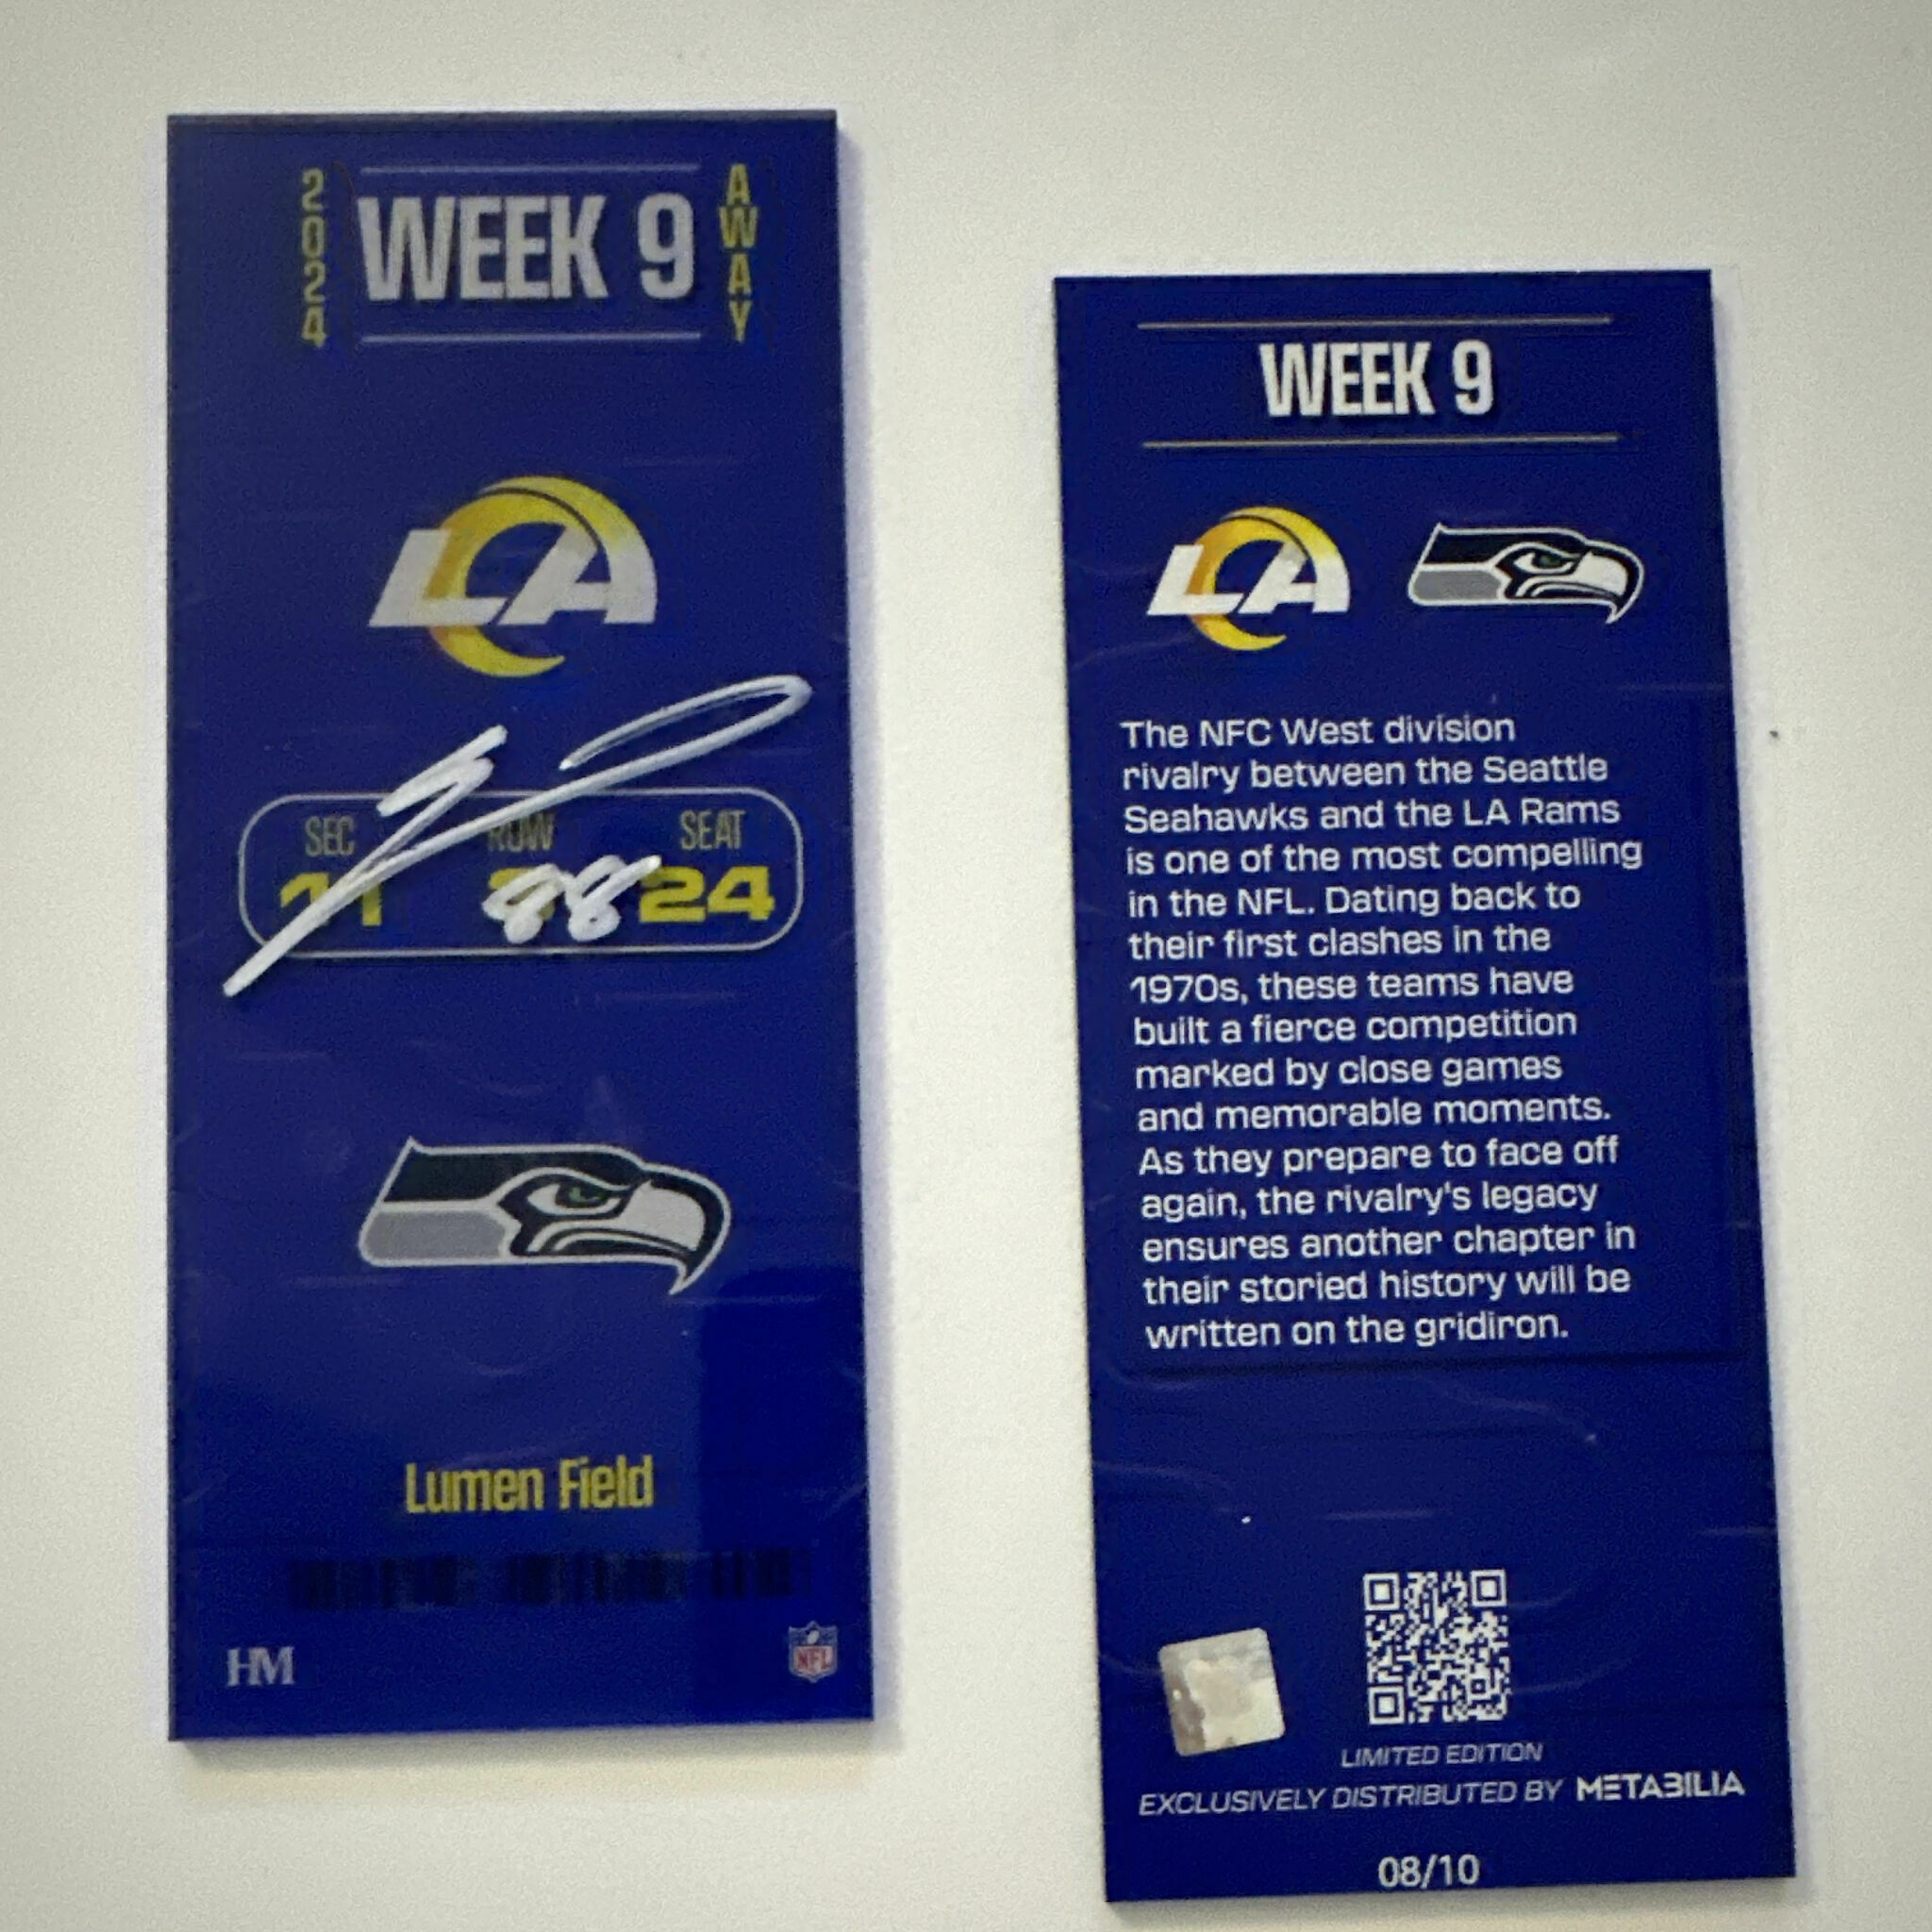 2024
WEEK 9
AWAY
LA
SEC ROW SEAT
11 24
88
Lumen Field
HM
NFL
WEEK 9
LA
The NFC West division
rivalry between the Seattle
Seahawks and the LA Rams
is one of the most compelling
in the NFL. Dating back to
their first clashes in the
1970s, these teams have
built a fierce competition
marked by close games
and memorable moments.
As they prepare to face off
again, the rivalry's legacy
ensures another chapter in
their storied history will be
written on the gridiron.
LIMITED EDITION
EXCLUSIVELY DISTRIBUTED BY METABILIA
08/10